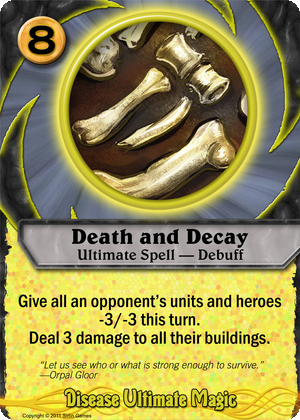 8
Death and Decay
Ultimate Spell — Debuff
Give all an opponent's units and heroes
-3/-3 this turn.
Deal 3 damage to all their buildings.
"Let us see who or what is strong enough to survive."
—Orpal Gloor
Disease Ultimate Magic
Copyright © 2011 Sirlin Games